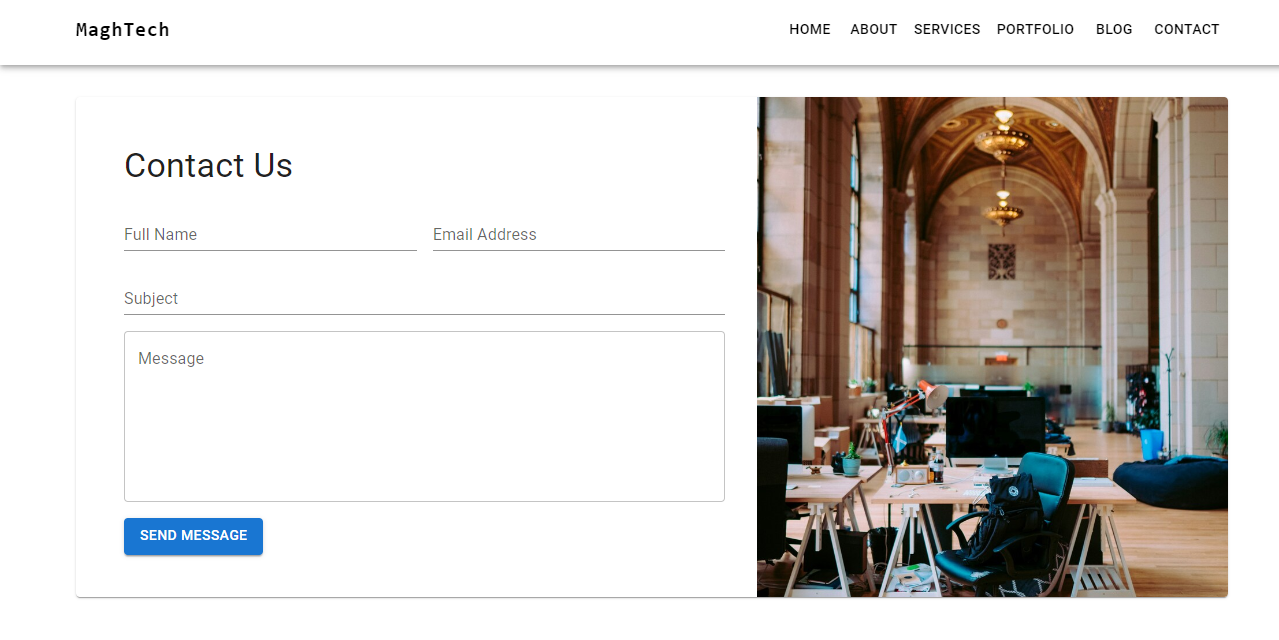 MaghTech
HOME ABOUT SERVICES PORTFOLIO BLOG CONTACT
Contact Us
Full Name Email Address
Subject
Message
SEND MESSAGE